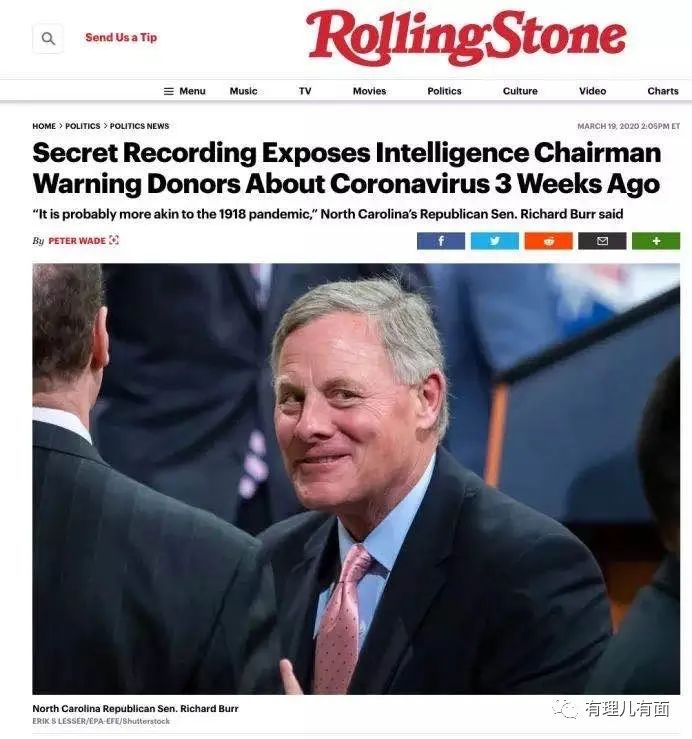 Send Us a Tip
RollingStone
Menu Music TV Movies Politics Culture Video Charts
HOME > POLITICS > POLITICS NEWS
MARCH 19, 2020 2:05PM ET
Secret Recording Exposes Intelligence Chairman
Warning Donors About Coronavirus 3 Weeks Ago
“It is probably more akin to the 1918 pandemic,” North Carolina’s Republican Sen. Richard Burr said
By PETER WADE
North Carolina Republican Sen. Richard Burr
ERIK S LESSER/EPA-EFE/Shutterstock
有理儿有面